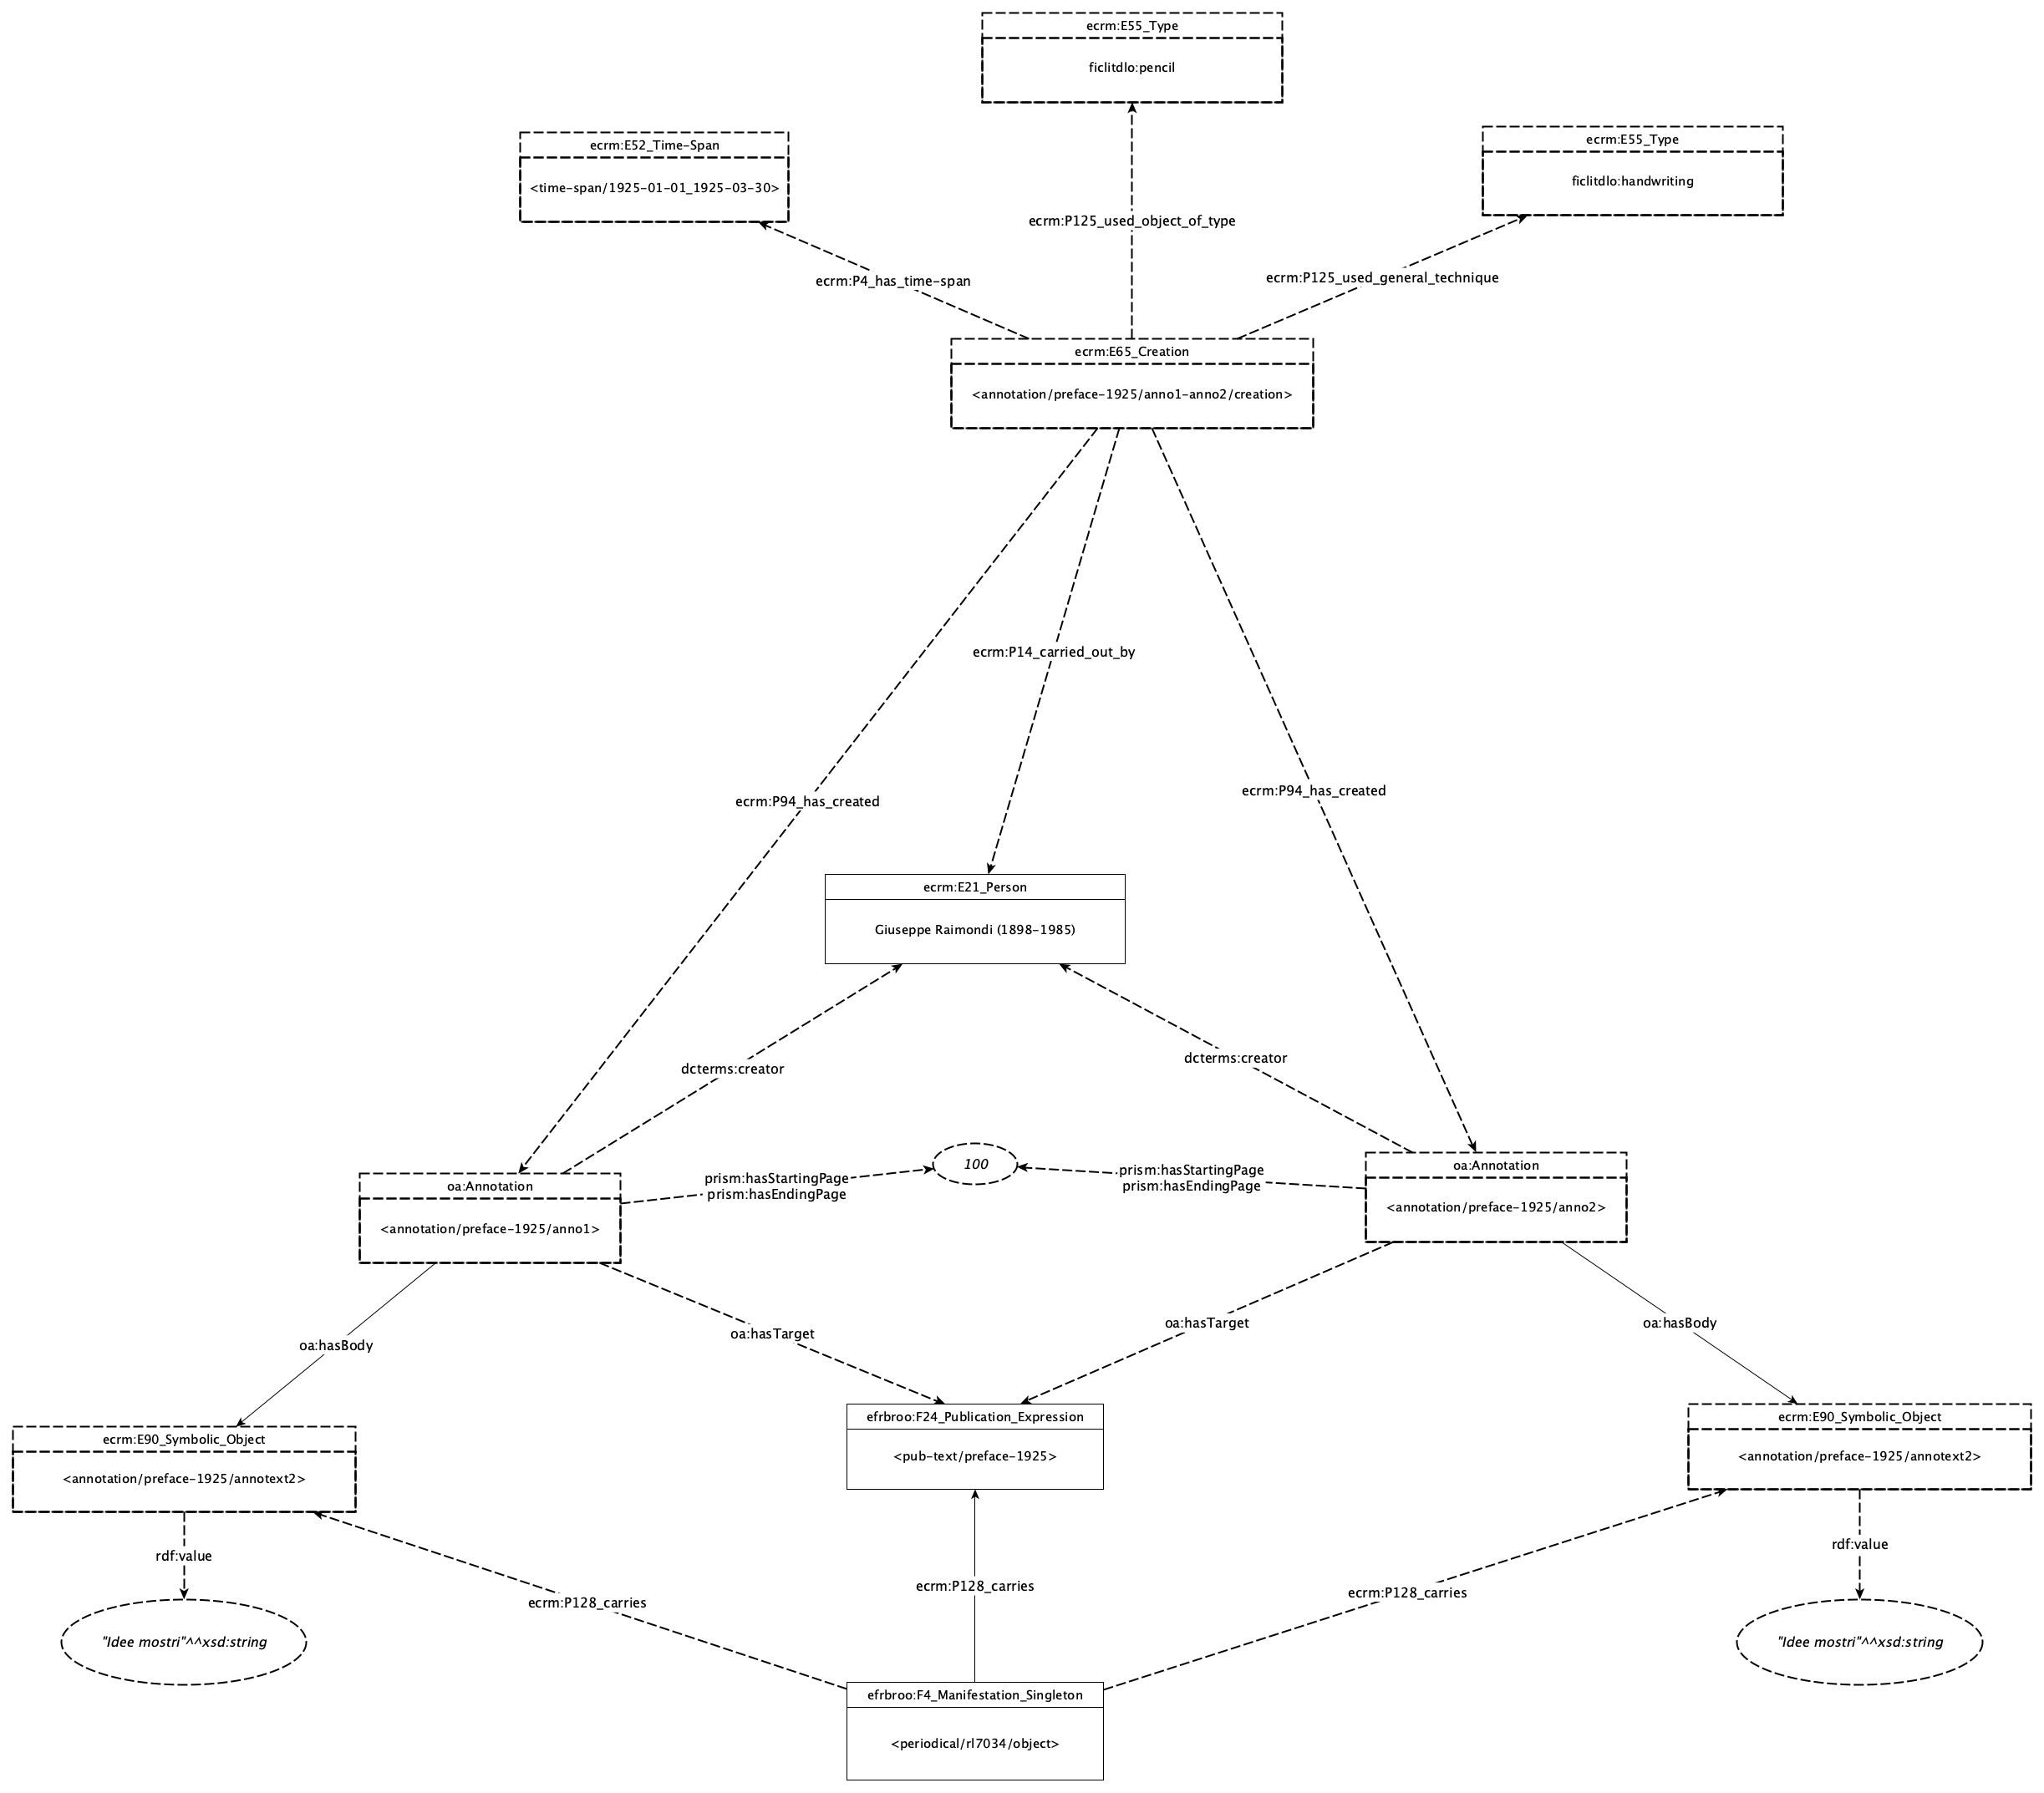 ecrm:E55_Type
ficlitdlo:pencil
ecrm:E52_Time-Span
<time-span/1925-01-01_1925-03-30>
ecrm:E55_Type
ficlitdlo:handwriting
ecrm:P125_used_object_of_type
ecrm:P4_has_time-span
ecrm:P125_used_general_technique
ecrm:E65_Creation
<annotation/preface-1925/anno1-anno2/creation>
ecrm:P14_carried_out_by
ecrm:P94_has_created
ecrm:P94_has_created
ecrm:E21_Person
Giuseppe Raimondi (1898-1985)
dcterms:creator
dcterms:creator
oa:Annotation
<annotation/preface-1925/anno1>
prism:hasStartingPage
prism:hasEndingPage
100
prism:hasStartingPage
prism:hasEndingPage
oa:Annotation
<annotation/preface-1925/anno2>
oa:hasBody
oa:hasTarget
oa:hasTarget
oa:hasBody
ecrm:E90_Symbolic_Object
<annotation/preface-1925/annotext2>
efrbroo:F24_Publication_Expression
<pub-text/preface-1925>
ecrm:E90_Symbolic_Object
<annotation/preface-1925/annotext2>
rdf:value
ecrm:P128_carries
ecrm:P128_carries
ecrm:P128_carries
rdf:value
"Idee mostri"^^xsd:string
"Idee mostri"^^xsd:string
efrbroo:F4_Manifestation_Singleton
<periodical/rl7034/object>